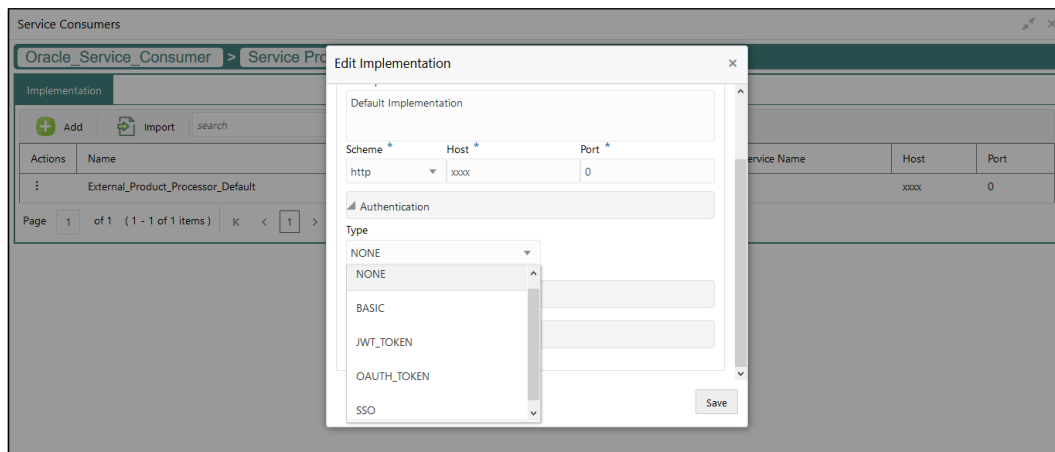 Service Consumers
Oracle_Service_Consumer > Service Pro
Edit Implementation
Implementation
Default Implementation
Add Import search
Scheme * Host * Port *
http xxxx 0
Actions Name ervice Name Host Port
External_Product_Processor_Default xxxx 0
Authentication
Page 1 of 1 (1 - 1 of 1 items) K < 1 >
Type
NONE
NONE
BASIC
JWT_TOKEN
OAUTH_TOKEN
SSO
Save